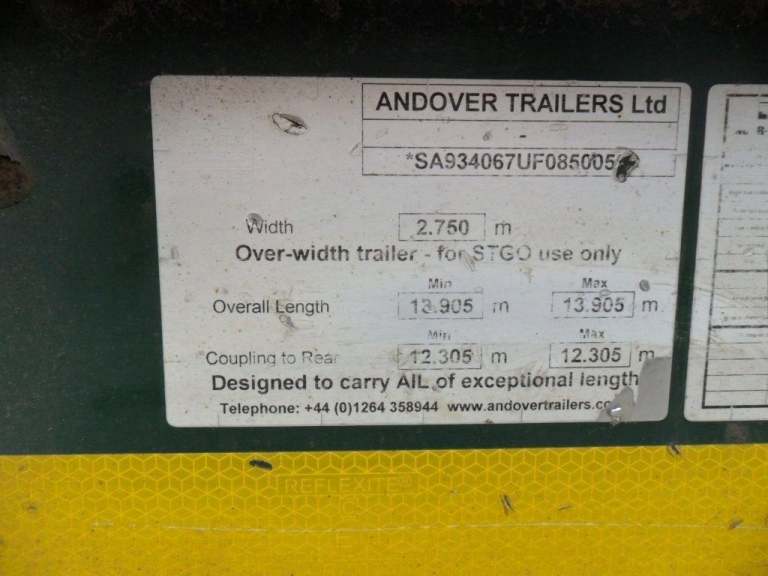 ANDOVER TRAILERS Ltd
-
*SA934067UF085005
Width 2.750 m
Over-width trailer - for STGO use only
Min Max
Overall Length 13.905 m 13.905 m
Min Max
Coupling to Rear 12.305 m 12.305 m
Designed to carry AIL of exceptional length
Telephone: +44 (0)1264 358944 www.andovertrailers.co
REFLEXITE